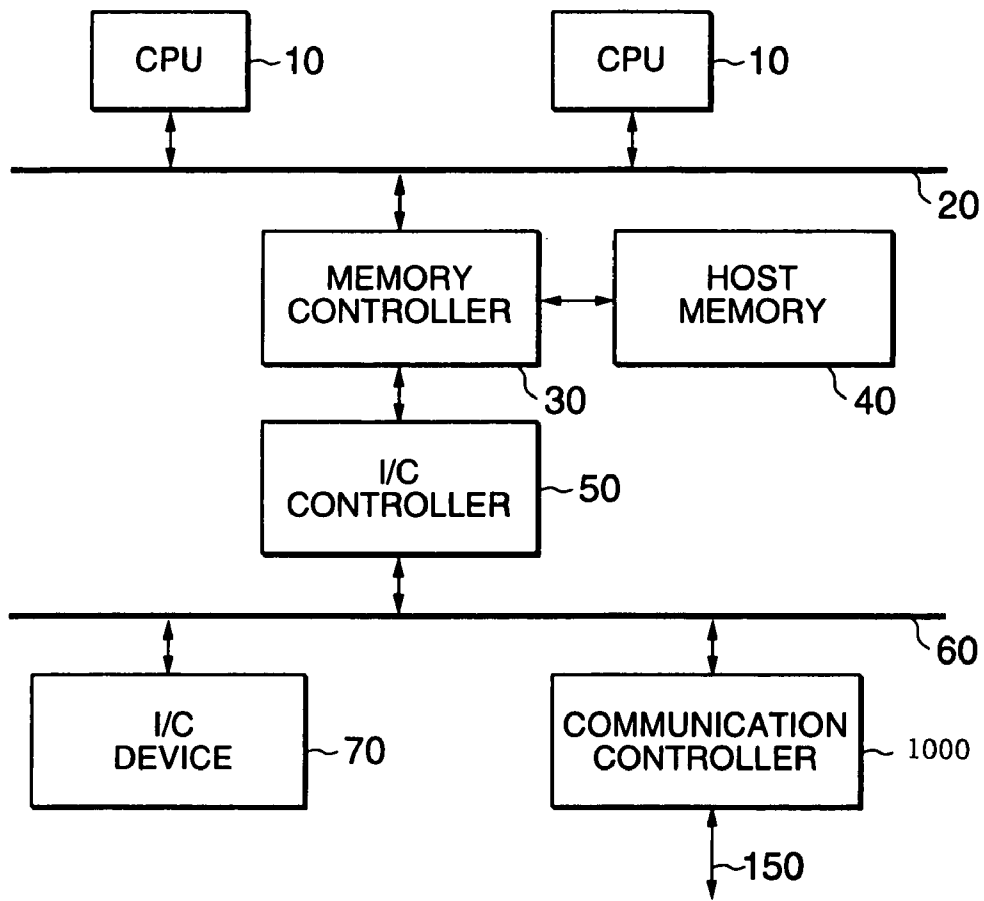 CPU
10
CPU
10
20
MEMORY
CONTROLLER
30
HOST
MEMORY
40
I/C
CONTROLLER
50
60
I/C
DEVICE
70
COMMUNICATION
CONTROLLER
1000
150